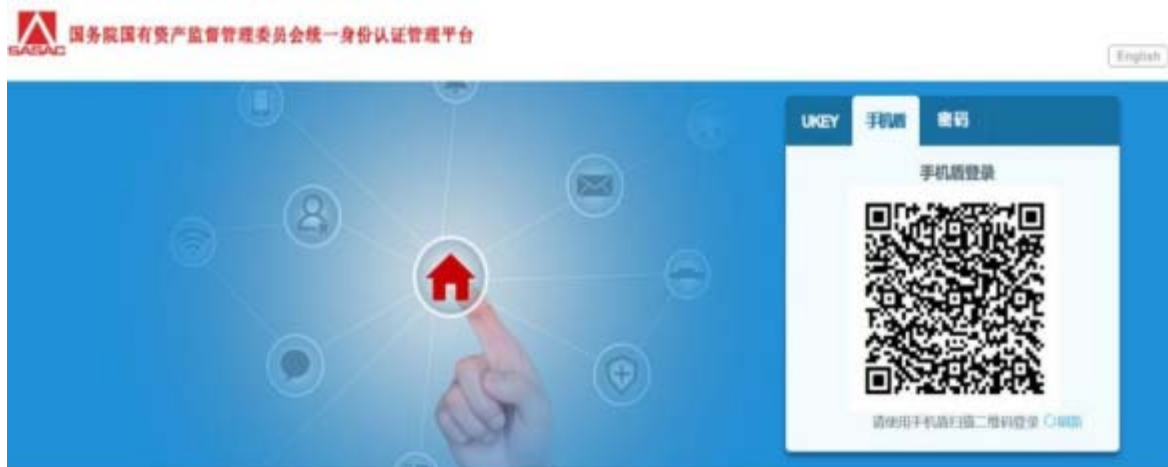 SASAC
国务院国有资产监督管理委员会统一身份认证管理平台
English
UKEY 手机盾 密码
手机盾登录
请使用手机盾扫描二维码登录 刷新